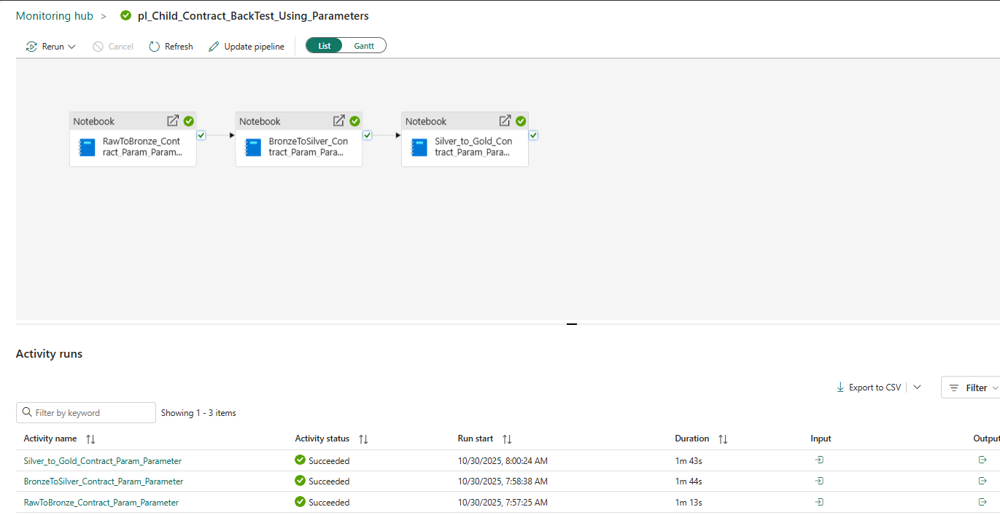 Monitoring hub > pl_Child_Contract_BackTest_Using_Parameters
Rerun Cancel Refresh Update pipeline List Gantt
Notebook Notebook Notebook
RawToBronze_Cont BronzeToSilver_Con Silver_to_Gold_Con
ract_Param_Param... tract_Param_Para... tract_Param_Para...
Activity runs
Export to CSV Filter
Filter by keyword Showing 1 - 3 items
Activity name Activity status Run start Duration Input Output
Silver_to_Gold_Contract_Param_Parameter Succeeded 10/30/2025, 8:00:24 AM 1m 43s
BronzeToSilver_Contract_Param_Parameter Succeeded 10/30/2025, 7:58:38 AM 1m 44s
RawToBronze_Contract_Param_Parameter Succeeded 10/30/2025, 7:57:25 AM 1m 13s